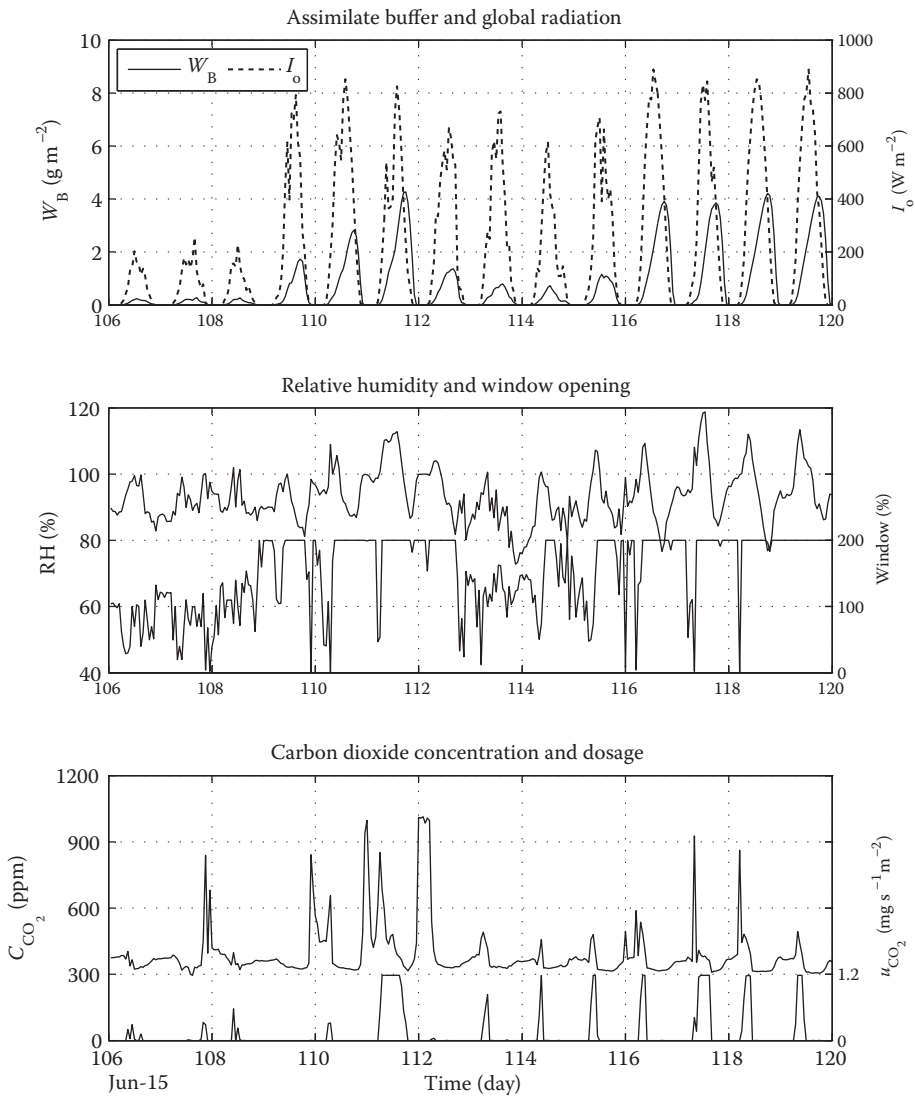 Assimilate buffer and global radiation
W_B I_o
W_B (g m⁻²)
10
8
6
4
2
0
1000
800
600
400
200
0
I_o (W m⁻²)
106 108 110 112 114 116 118 120
Relative humidity and window opening
RH (%)
120
100
80
60
40
200
100
0
Window (%)
106 108 110 112 114 116 118 120
Carbon dioxide concentration and dosage
C_CO₂ (ppm)
1200
900
600
300
0
1.2
0
u_CO₂ (mg s⁻¹ m⁻²)
106 108 110 112 114 116 118 120
Jun-15 Time (day)